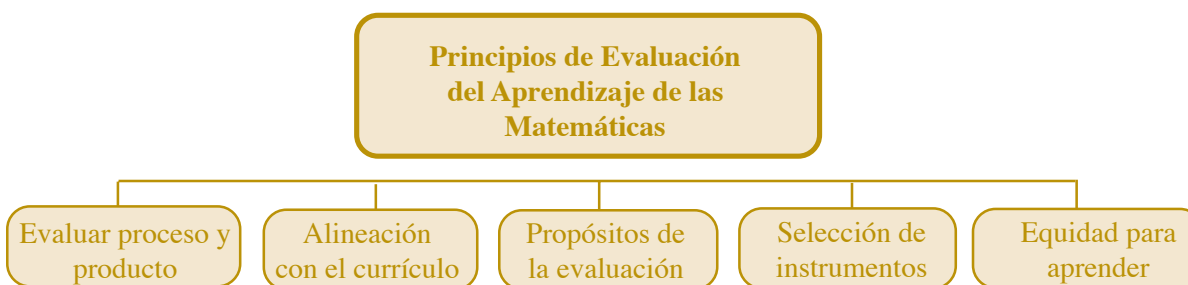 Principios de Evaluación
del Aprendizaje de las
Matemáticas
Evaluar proceso y
producto
Alineación
con el currículo
Propósitos de
la evaluación
Selección de
instrumentos
Equidad para
aprender